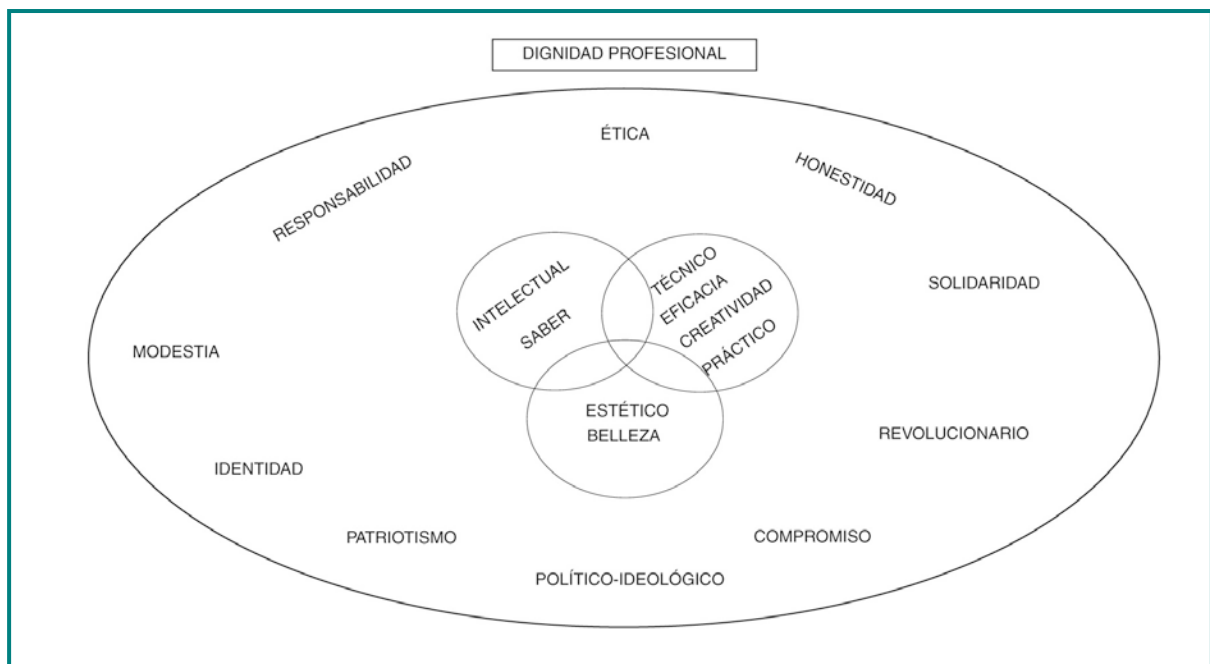 DIGNIDAD PROFESIONAL
ÉTICA
RESPONSABILIDAD
HONESTIDAD
SOLIDARIDAD
INTELECTUAL
SABER
TÉCNICO
EFICACIA
CREATIVIDAD
PRÁCTICO
MODESTIA
ESTÉTICO
BELLEZA
REVOLUCIONARIO
IDENTIDAD
PATRIOTISMO
COMPROMISO
POLÍTICO-IDEOLÓGICO